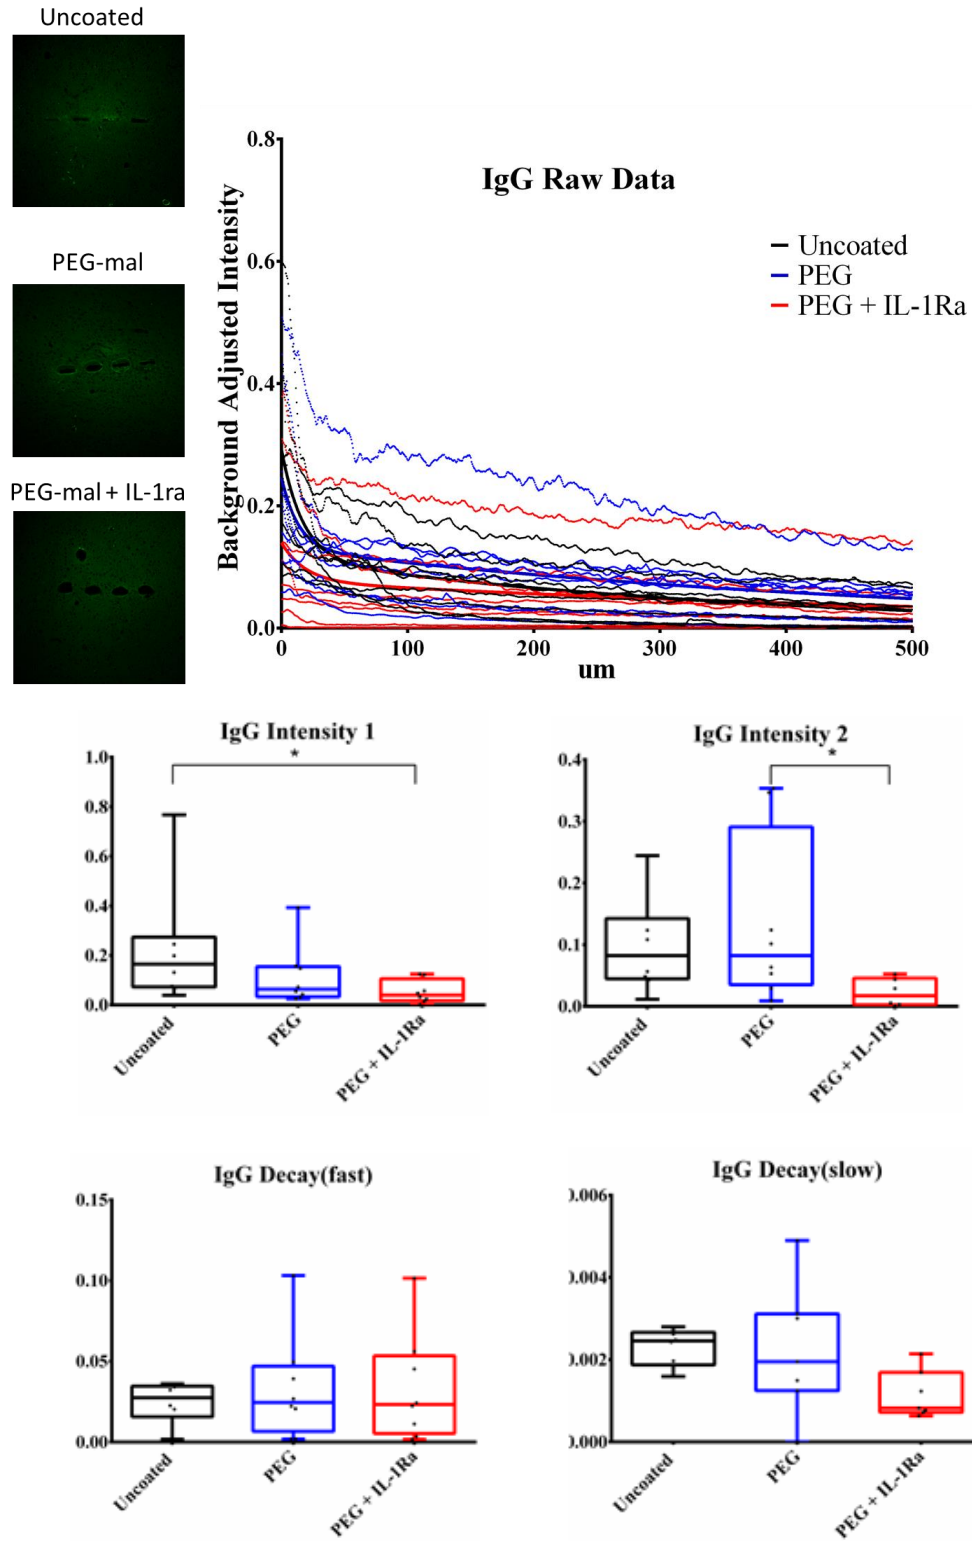 Uncoated
PEG-mal
PEG-mal + IL-1ra
IgG Raw Data
Background Adjusted Intensity
0.8
0.6
0.4
0.2
0.0
0 100 200 300 400 500
um
Uncoated
PEG
PEG + IL-1Ra
IgG Intensity 1
*
1.0
0.8
0.6
0.4
0.2
0.0
Uncoated
PEG
PEG + IL-1Ra
IgG Intensity 2
*
0.4
0.3
0.2
0.1
0.0
Uncoated
PEG
PEG + IL-1Ra
IgG Decay(fast)
0.15
0.10
0.05
0.00
Uncoated
PEG
PEG + IL-1Ra
IgG Decay(slow)
0.006
0.004
0.002
0.000
Uncoated
PEG
PEG + IL-1Ra